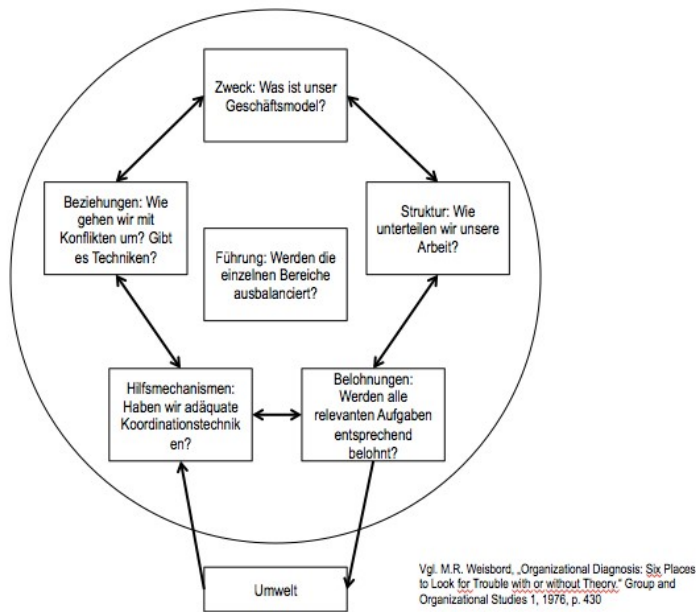 Zweck: Was ist unser
Geschäftsmodel?
Beziehungen: Wie
gehen wir mit
Konflikten um? Gibt
es Techniken?
Struktur: Wie
unterteilen wir unsere
Arbeit?
Führung: Werden die
einzelnen Bereiche
ausbalanciert?
Hilfsmechanismen:
Haben wir adäquate
Koordinationstechnik
en?
Belohnungen:
Werden alle
relevanten Aufgaben
entsprechend
belohnt?
Umwelt
Vgl. M.R. Weisbord, „Organizational Diagnosis: Six Places
to Look for Trouble with or without Theory.“ Group and
Organizational Studies 1, 1976, p. 430